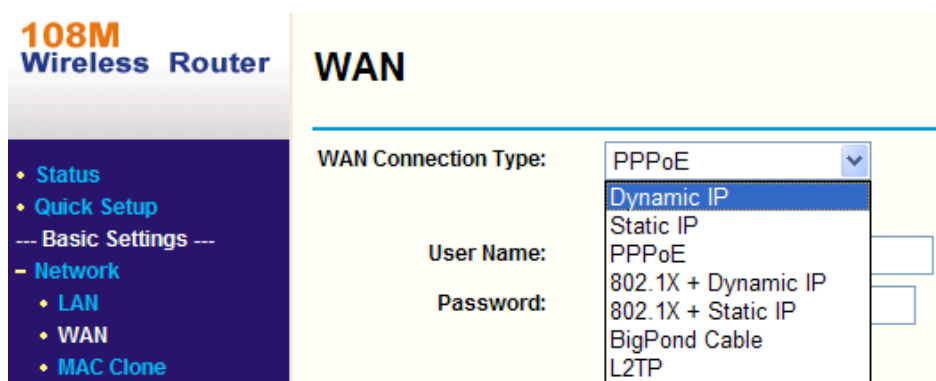 108M
Wireless Router
WAN
• Status
• Quick Setup
--- Basic Settings ---
– Network
• LAN
• WAN
• MAC Clone
WAN Connection Type:
PPPoE
Dynamic IP
Static IP
PPPoE
802.1X + Dynamic IP
802.1X + Static IP
BigPond Cable
L2TP
User Name:
Password: